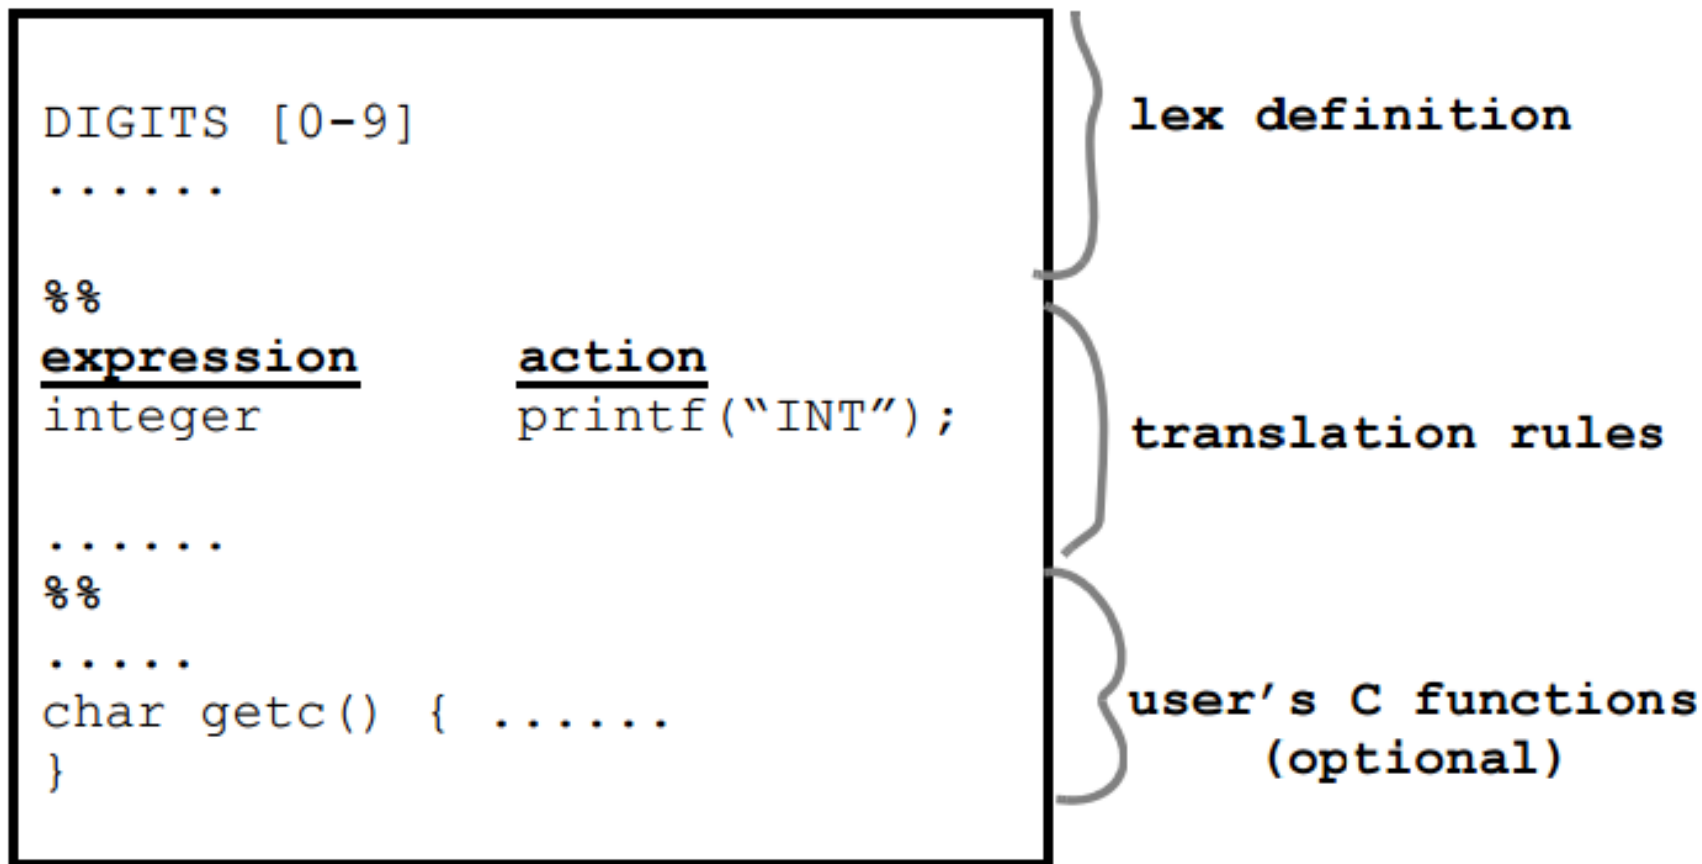 DIGITS [0-9]
......
%%
expression action
integer printf(“INT”);
......
%%
.....
char getc() { ......
}
lex definition
translation rules
user’s C functions
(optional)